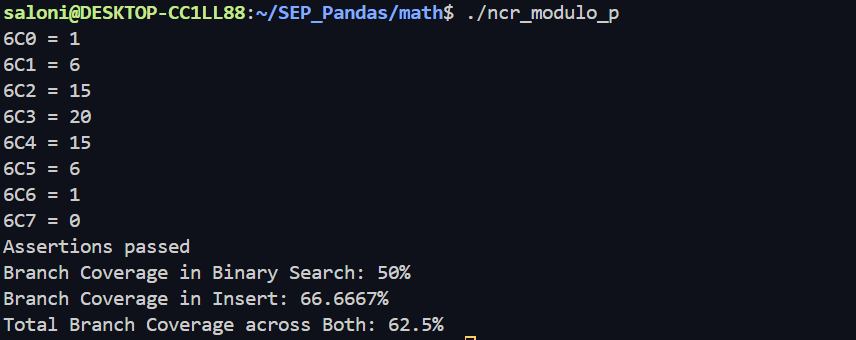 saloni@DESKTOP-CC1LL88:~/SEP_Pandas/math$ ./ncr_modulo_p
6C0 = 1
6C1 = 6
6C2 = 15
6C3 = 20
6C4 = 15
6C5 = 6
6C6 = 1
6C7 = 0
Assertions passed
Branch Coverage in Binary Search: 50%
Branch Coverage in Insert: 66.6667%
Total Branch Coverage across Both: 62.5%